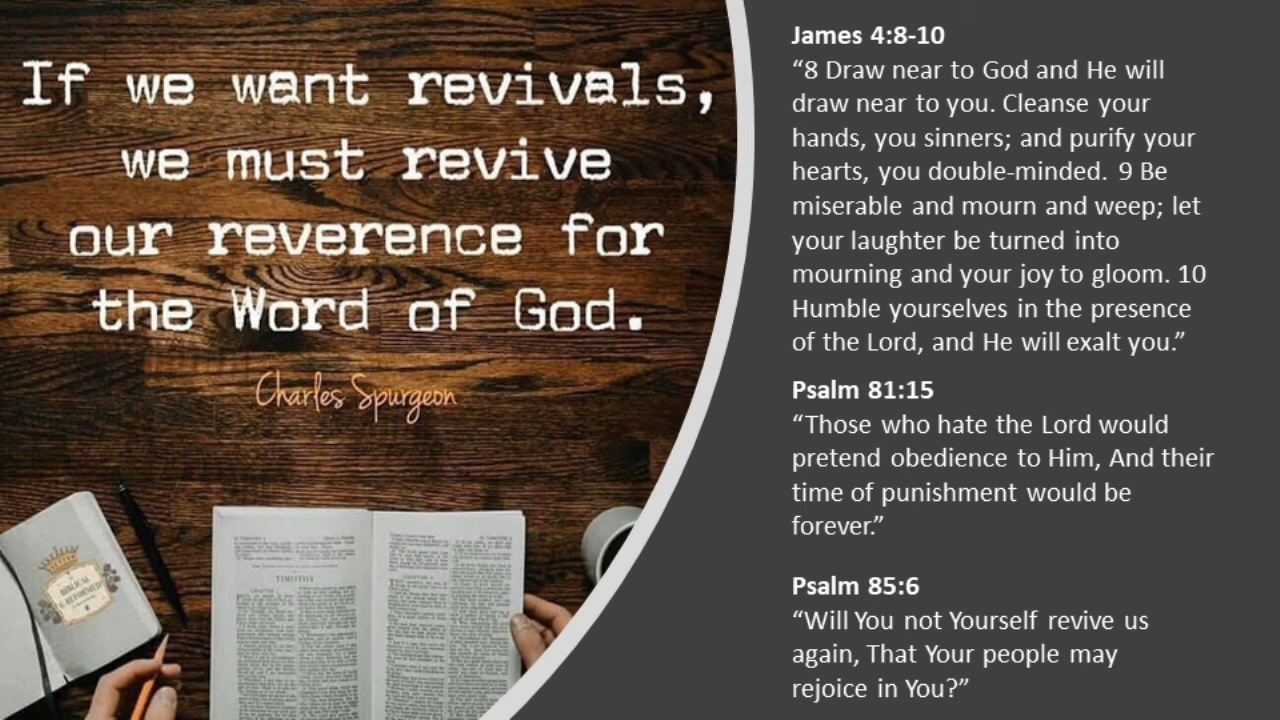 If we want revivals,
we must revive
our reverence for
the Word of God.
Charles Spurgeon
BIBLICAL
& REFORMED
TIMOTHY
James 4:8-10
“8 Draw near to God and He will
draw near to you. Cleanse your
hands, you sinners; and purify your
hearts, you double-minded. 9 Be
miserable and mourn and weep; let
your laughter be turned into
mourning and your joy to gloom. 10
Humble yourselves in the presence
of the Lord, and He will exalt you.”
Psalm 81:15
“Those who hate the Lord would
pretend obedience to Him, And their
time of punishment would be
forever.”
Psalm 85:6
“Will You not Yourself revive us
again, That Your people may
rejoice in You?”